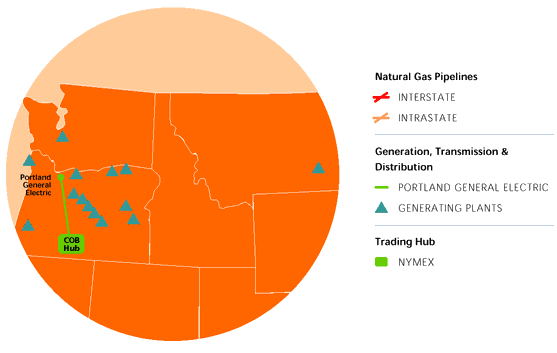 Portland
General
Electric
COB
Hub
Natural Gas Pipelines
INTERSTATE
INTRASTATE
Generation, Transmission &
Distribution
PORTLAND GENERAL ELECTRIC
GENERATING PLANTS
Trading Hub
NYMEX